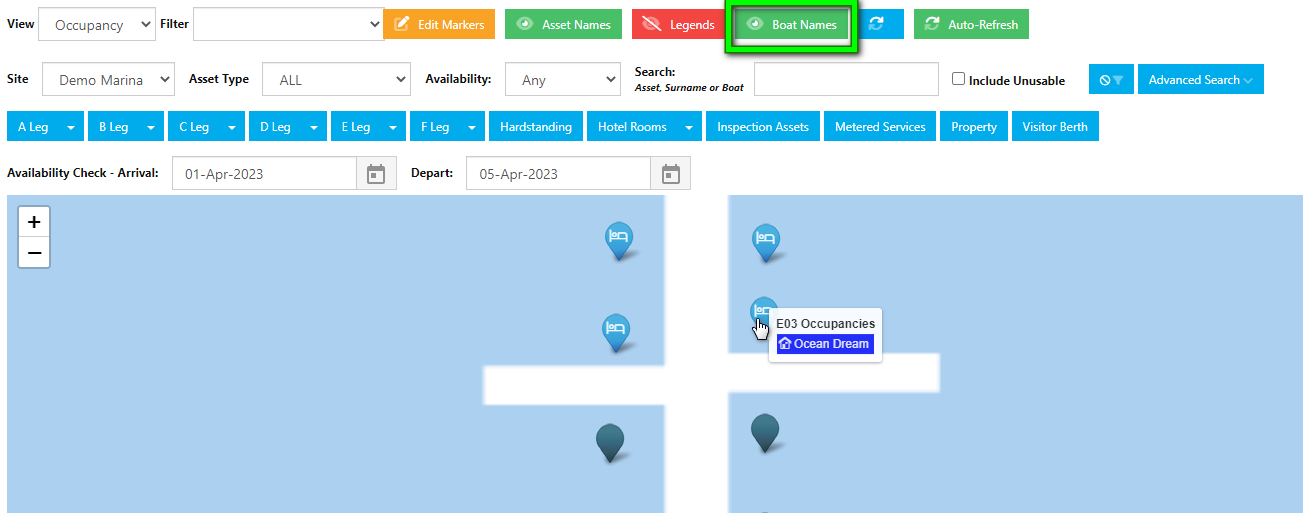 View Occupancy Filter Edit Markers Asset Names Legends Boat Names Auto-Refresh
Site Demo Marina Asset Type ALL Availability: Any Search: Include Unusable Advanced Search
Asset, Surname or Boat
A Leg B Leg C Leg D Leg E Leg F Leg Hardstanding Hotel Rooms Inspection Assets Metered Services Property Visitor Berth
Availability Check - Arrival: 01-Apr-2023 Depart: 05-Apr-2023
+
−
E03 Occupancies
Ocean Dream